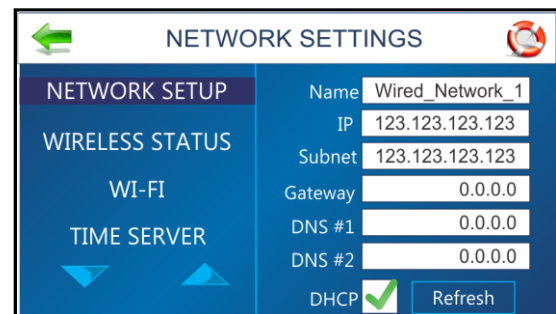 NETWORK SETTINGS
NETWORK SETUP
WIRELESS STATUS
WI-FI
TIME SERVER
Name Wired_Network_1
IP 123.123.123.123
Subnet 123.123.123.123
Gateway 0.0.0.0
DNS #1 0.0.0.0
DNS #2 0.0.0.0
DHCP Refresh